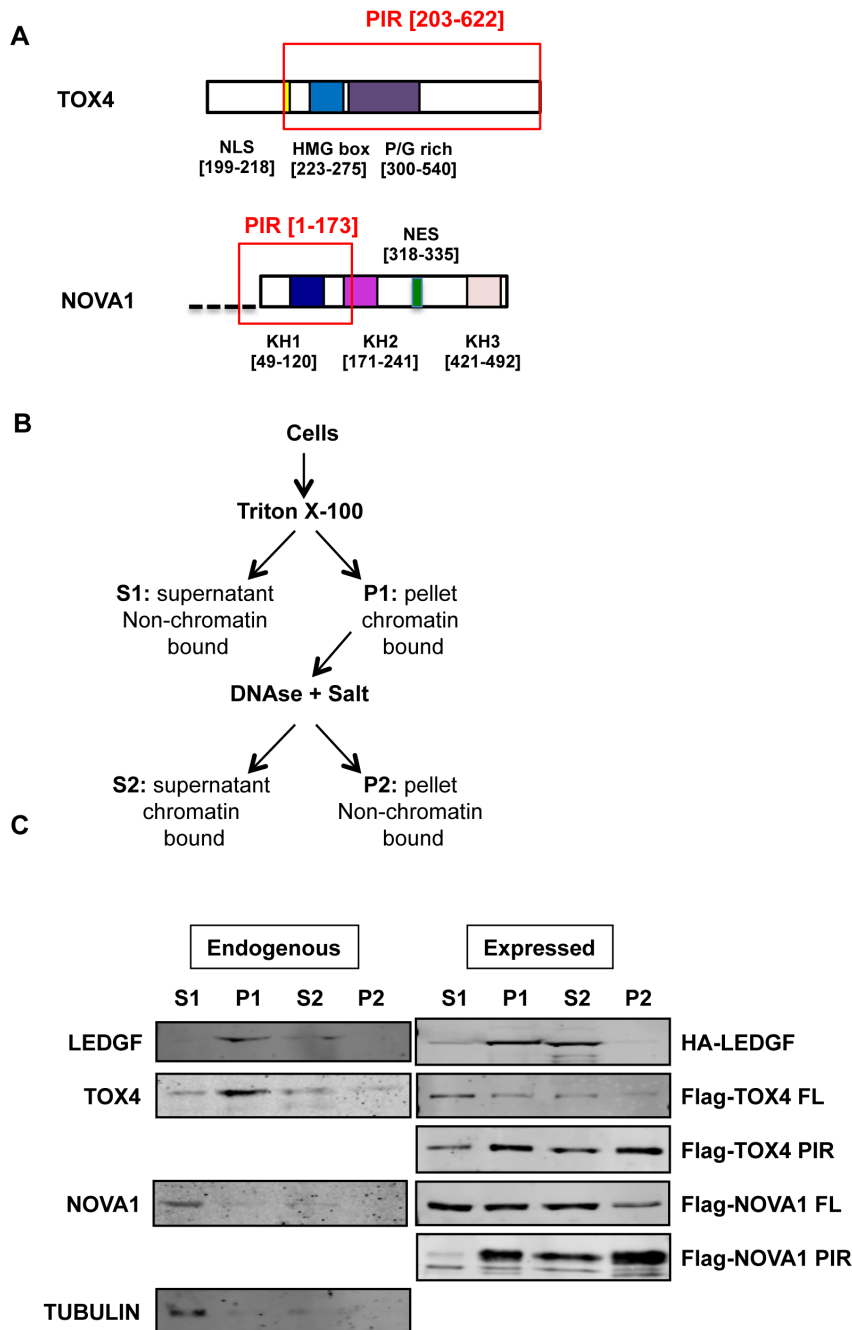 A
PIR [203-622]
TOX4
NLS
[199-218]
HMG box
[223-275]
P/G rich
[300-540]
PIR [1-173]
NES
[318-335]
NOVA1
KH1
[49-120]
KH2
[171-241]
KH3
[421-492]
B
Cells
Triton X-100
S1: supernatant
Non-chromatin
bound
P1: pellet
chromatin
bound
DNAse + Salt
S2: supernatant
chromatin
bound
P2: pellet
Non-chromatin
bound
C
Endogenous
Expressed
S1 P1 S2 P2 S1 P1 S2 P2
LEDGF HA-LEDGF
TOX4 Flag-TOX4 FL
Flag-TOX4 PIR
NOVA1 Flag-NOVA1 FL
Flag-NOVA1 PIR
TUBULIN